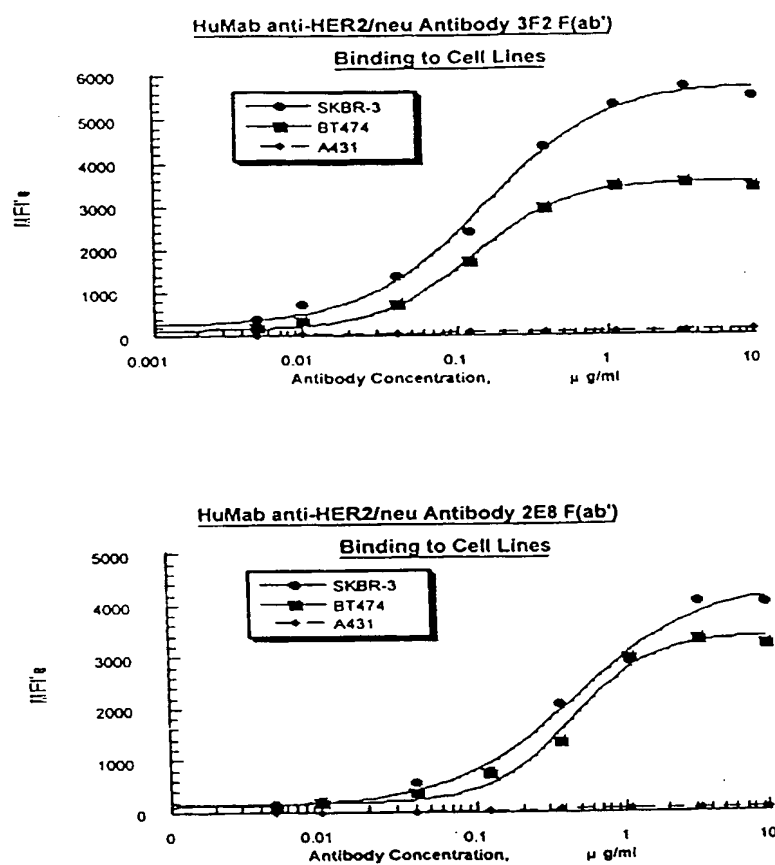 HuMab anti-HER2/neu Antibody 3F2 F(ab')
Binding to Cell Lines
6000
5000
4000
3000
2000
1000
0
MFI's
SKBR-3
BT474
A431
0.001
0.01
0.1
1
10
Antibody Concentration, μ g/ml
HuMab anti-HER2/neu Antibody 2E8 F(ab')
Binding to Cell Lines
5000
4000
3000
2000
1000
0
MFI's
SKBR-3
BT474
A431
0
0.01
0.1
1
10
Antibody Concentration, μ g/ml